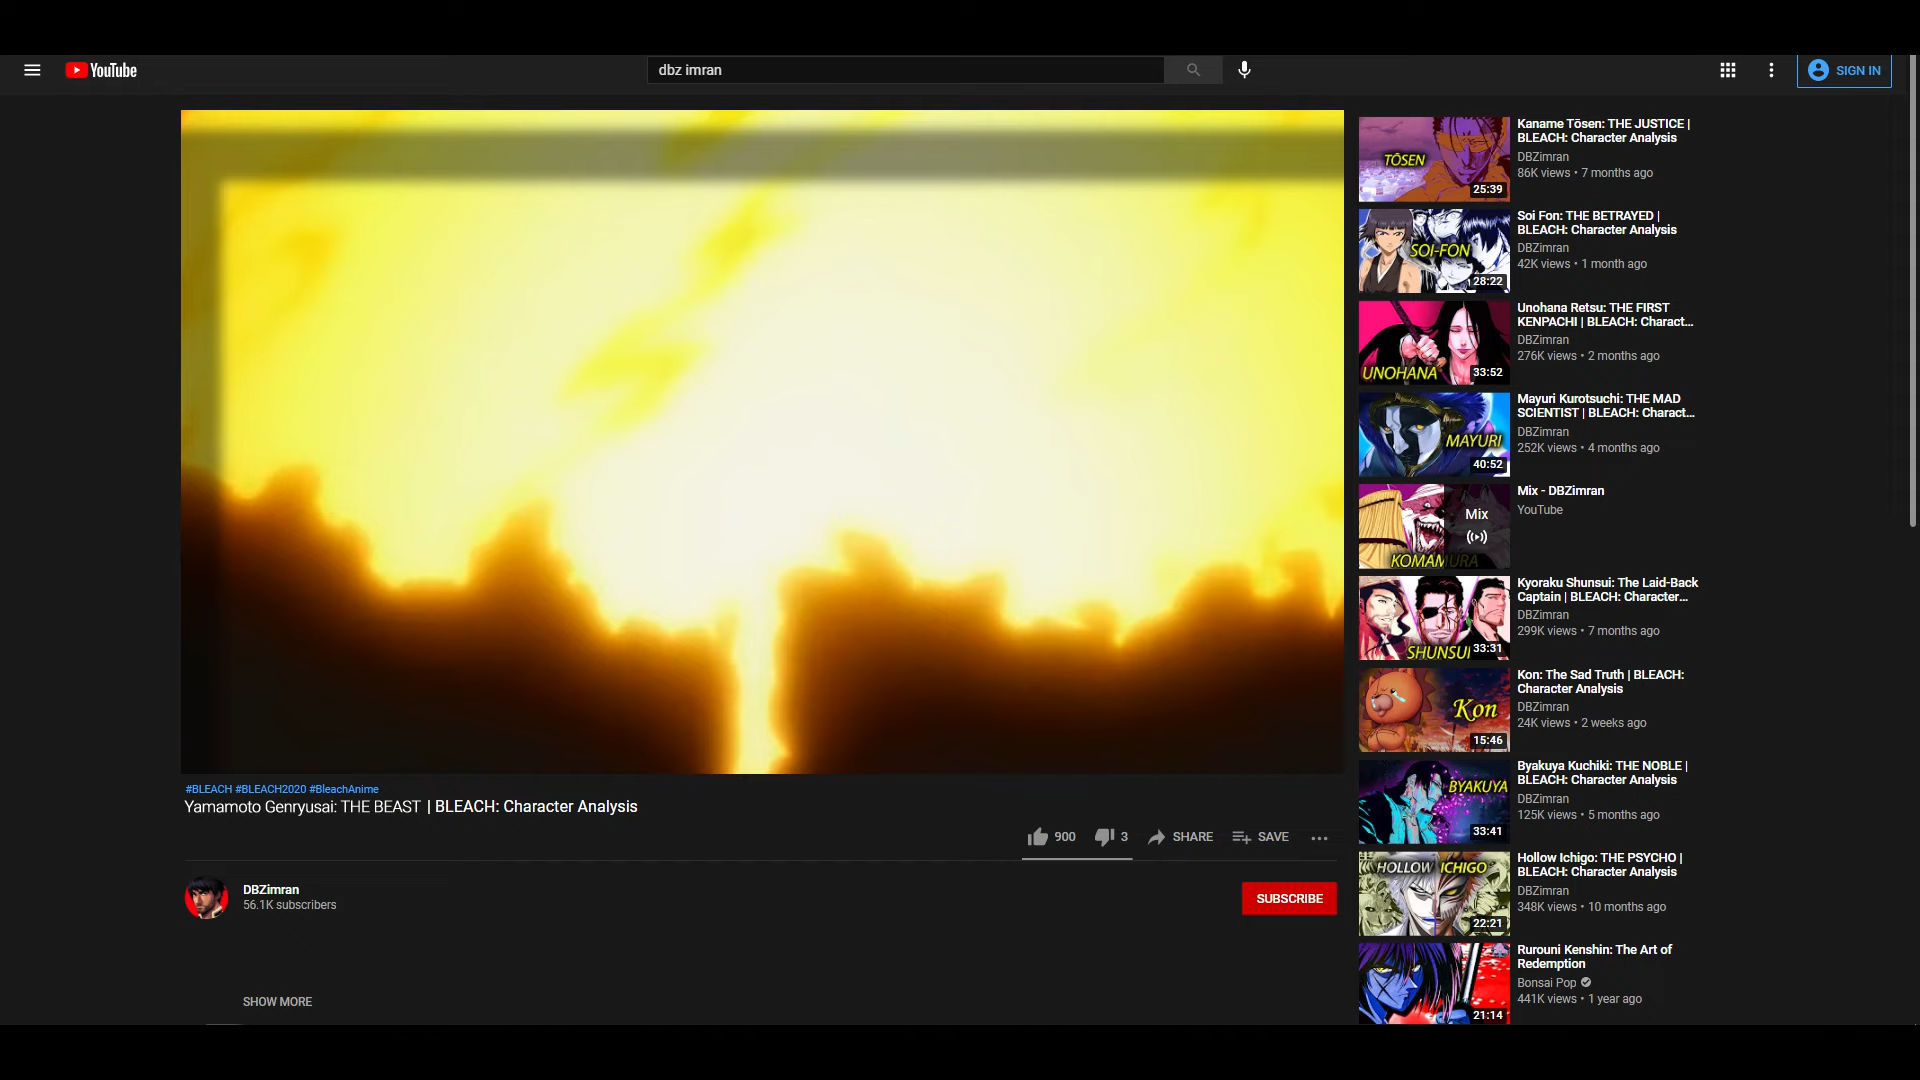 YouTube
dbz imran
SIGN IN
#BLEACH #BLEACH2020 #BleachAnime
Yamamoto Genryusai: THE BEAST | BLEACH: Character Analysis
900
3
SHARE
SAVE
DBZimran
56.1K subscribers
SUBSCRIBE
SHOW MORE
TŌSEN
25:39
Kaname Tōsen: THE JUSTICE |
BLEACH: Character Analysis
DBZimran
86K views • 7 months ago
SOI-FON
28:22
Soi Fon: THE BETRAYED |
BLEACH: Character Analysis
DBZimran
42K views • 1 month ago
UNOHANA
33:52
Unohana Retsu: THE FIRST
KENPACHI | BLEACH: Charact...
DBZimran
276K views • 2 months ago
MAYURI
40:52
Mayuri Kurotsuchi: THE MAD
SCIENTIST | BLEACH: Charact...
DBZimran
252K views • 4 months ago
Mix
KOMAMURA
Mix - DBZimran
YouTube
SHUNSUI
33:31
Kyoraku Shunsui: The Laid-Back
Captain | BLEACH: Character...
DBZimran
299K views • 7 months ago
Kon
15:46
Kon: The Sad Truth | BLEACH:
Character Analysis
DBZimran
24K views • 2 weeks ago
BYAKUYA
33:41
Byakuya Kuchiki: THE NOBLE |
BLEACH: Character Analysis
DBZimran
125K views • 5 months ago
HOLLOW ICHIGO
22:21
Hollow Ichigo: THE PSYCHO |
BLEACH: Character Analysis
DBZimran
348K views • 10 months ago
21:14
Rurouni Kenshin: The Art of
Redemption
Bonsai Pop
441K views • 1 year ago